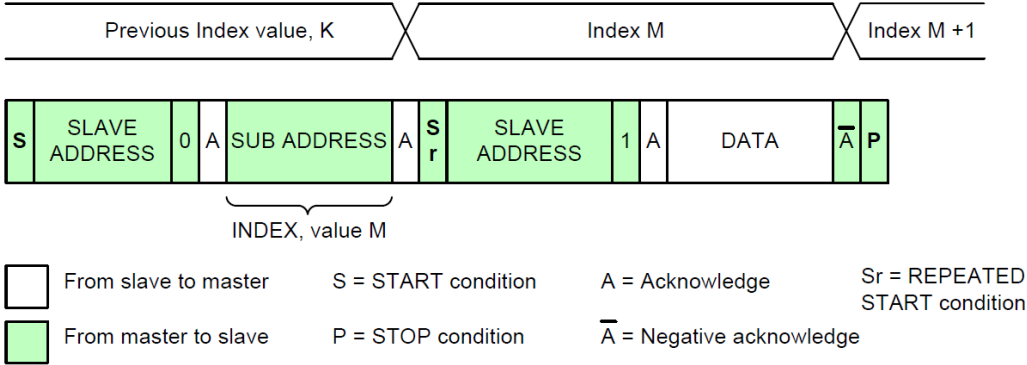 Previous Index value, K Index M Index M +1
S SLAVE ADDRESS 0 A SUB ADDRESS A Sr SLAVE ADDRESS 1 A DATA A̅ P
INDEX, value M
From slave to master S = START condition A = Acknowledge Sr = REPEATED START condition
From master to slave P = STOP condition A̅ = Negative acknowledge